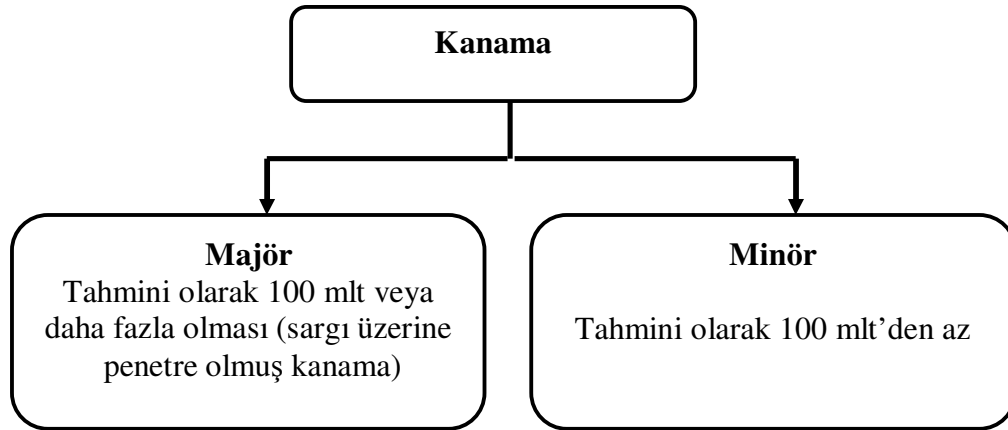 Kanama
Majör
Tahmini olarak 100 mlt veya
daha fazla olması (sargı üzerine
penetre olmuş kanama)
Minör
Tahmini olarak 100 mlt’den az